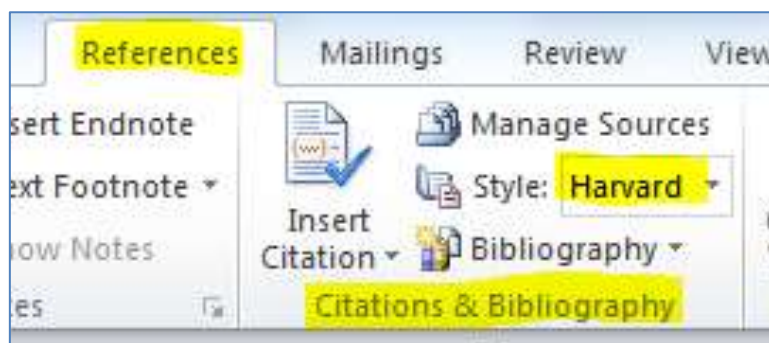 References Mailings Review View
sert Endnote
ext Footnote
ow Notes
es
Insert
Citation
Manage Sources
Style: Harvard
Bibliography
Citations & Bibliography